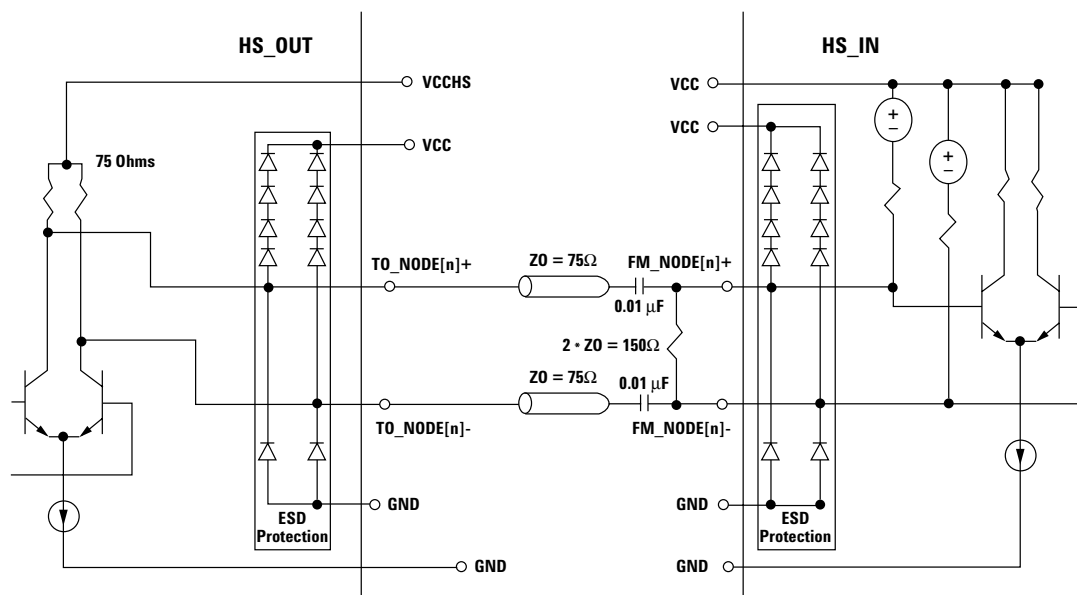 HS_OUT
HS_IN
VCCHS
VCC
VCC
VCC
75 Ohms
+
−
+
−
TO_NODE[n]+
ZO = 75Ω
FM_NODE[n]+
0.01 μF
2 • ZO = 150Ω
ZO = 75Ω
0.01 μF
TO_NODE[n]-
FM_NODE[n]-
GND
GND
ESD
Protection
ESD
Protection
GND
GND